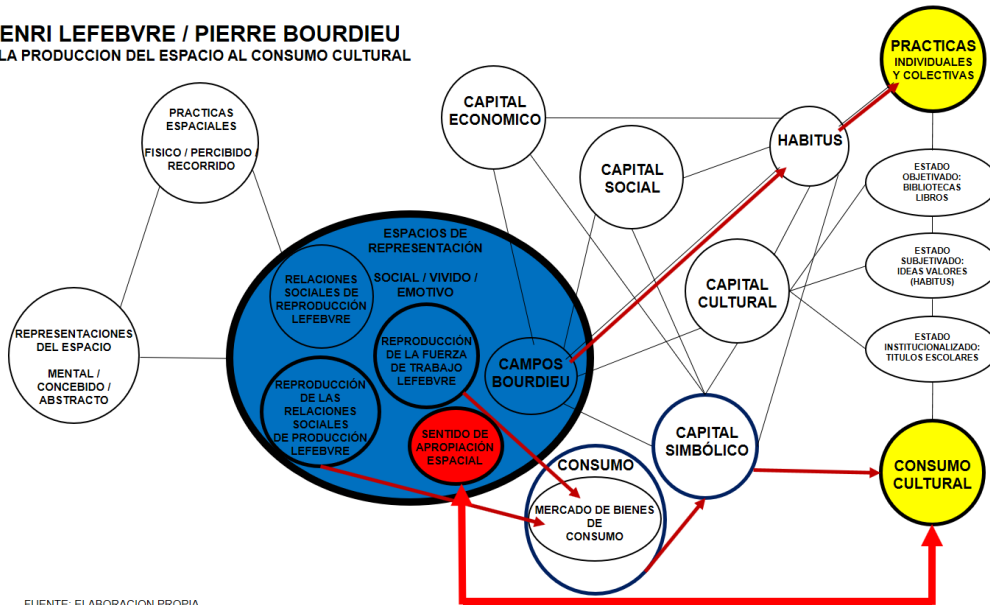 ENRI LEFEBVRE / PIERRE BOURDIEU
LA PRODUCCION DEL ESPACIO AL CONSUMO CULTURAL
PRACTICAS
ESPACIALES
FISICO / PERCIBIDO /
RECORRIDO
REPRESENTACIONES
DEL ESPACIO
MENTAL /
CONCEBIDO /
ABSTRACTO
ESPACIOS DE
REPRESENTACIÓN
SOCIAL / VIVIDO /
EMOTIVO
RELACIONES
SOCIALES DE
REPRODUCCIÓN
LEFEBVRE
REPRODUCCIÓN
DE LA FUERZA
DE TRABAJO
LEFEBVRE
REPRODUCCIÓN
DE LAS
RELACIONES
SOCIALES
DE PRODUCCIÓN
LEFEBVRE
SENTIDO DE
APROPIACIÓN
ESPACIAL
CAMPOS
BOURDIEU
CAPITAL
ECONOMICO
CAPITAL
SOCIAL
CAPITAL
CULTURAL
CAPITAL
SIMBÓLICO
CONSUMO
MERCADO DE BIENES
DE
CONSUMO
HABITUS
PRACTICAS
INDIVIDUALES
Y COLECTIVAS
ESTADO
OBJETIVADO:
BIBLIOTECAS
LIBROS
ESTADO
SUBJETIVADO:
IDEAS VALORES
(HABITUS)
ESTADO
INSTITUCIONALIZADO:
TITULOS ESCOLARES
CONSUMO
CULTURAL
FUENTE: ELABORACION PROPIA